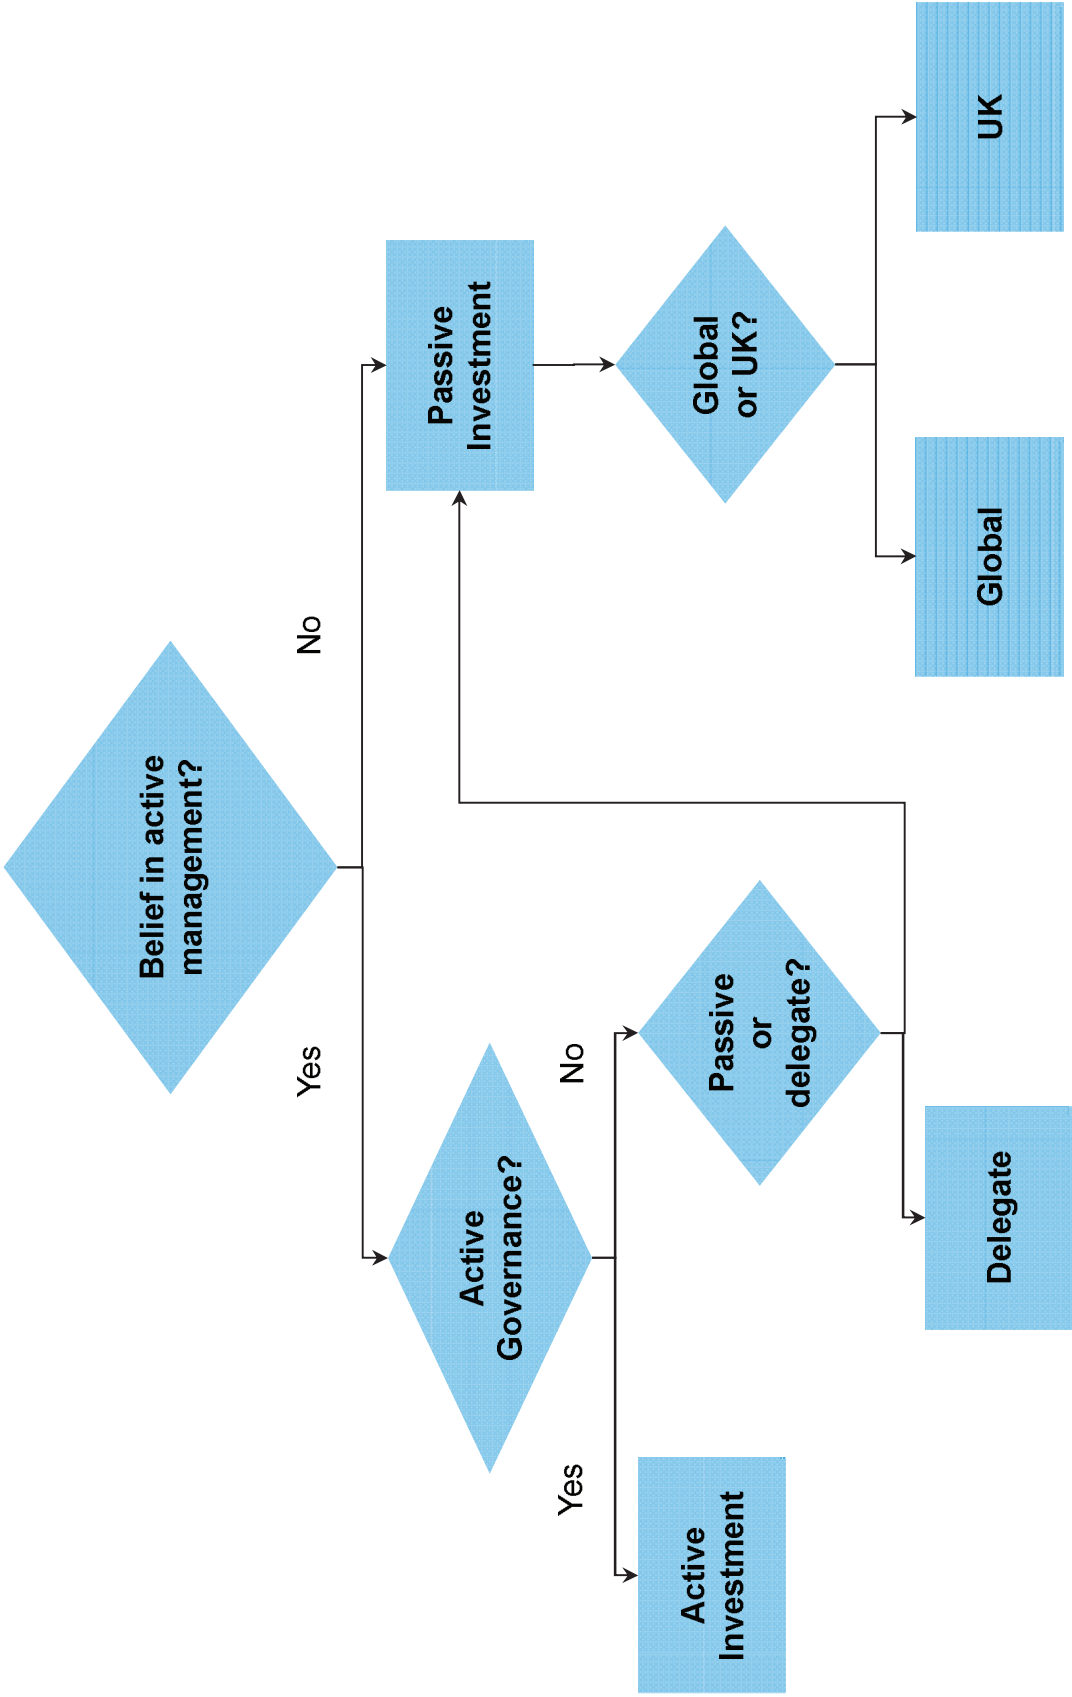 Belief in active
management?
Yes
No
Active
Governance?
Passive
Investment
Yes
No
Active
Investment
Passive
or
delegate?
Global
or UK?
Delegate
Global
UK